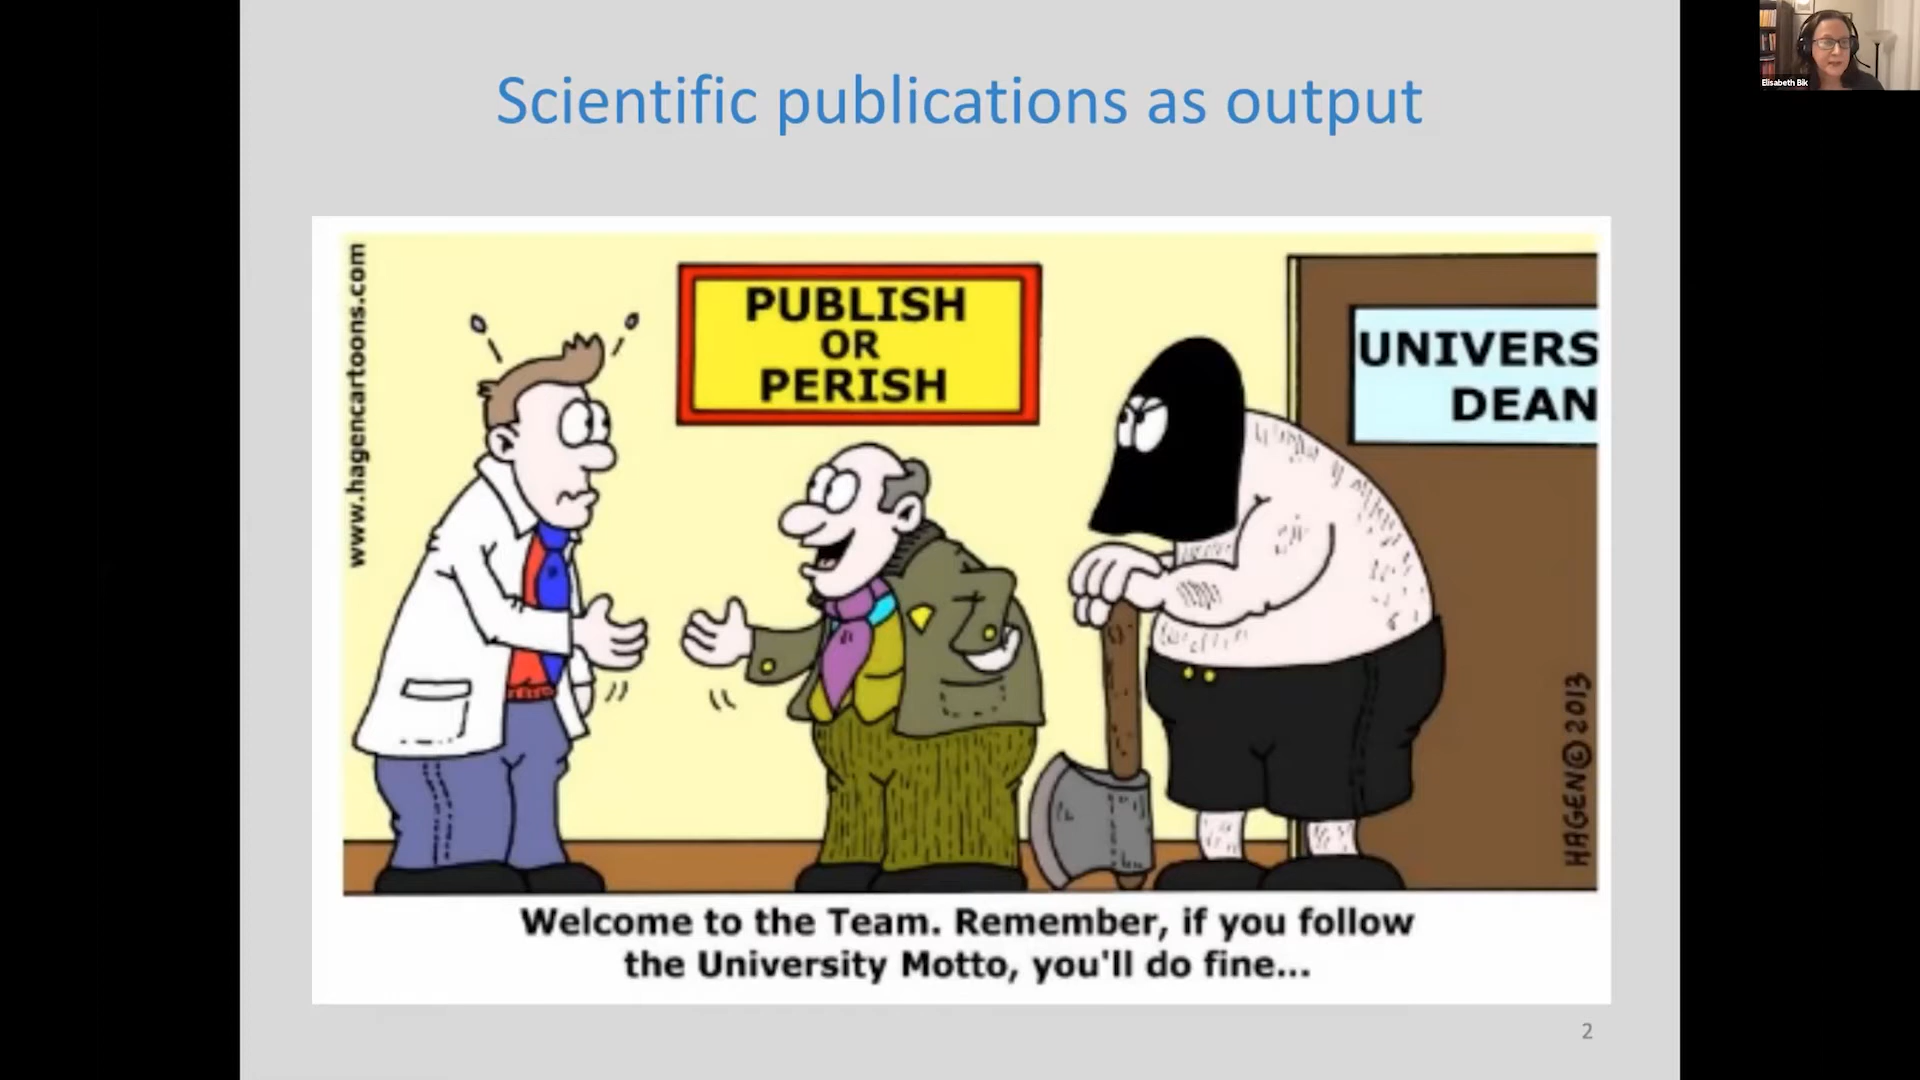 Scientific publications as output
Elisabeth Bik
www.hagencartoons.com
PUBLISH
OR
PERISH
UNIVERS
DEAN
HAGEN © 2013
Welcome to the Team. Remember, if you follow
the University Motto, you'll do fine...
2